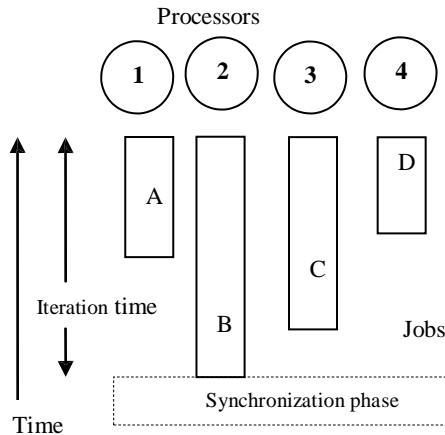 Processors
1 2 3 4
A
D
C
Iteration time
B
Jobs
Synchronization phase
Time